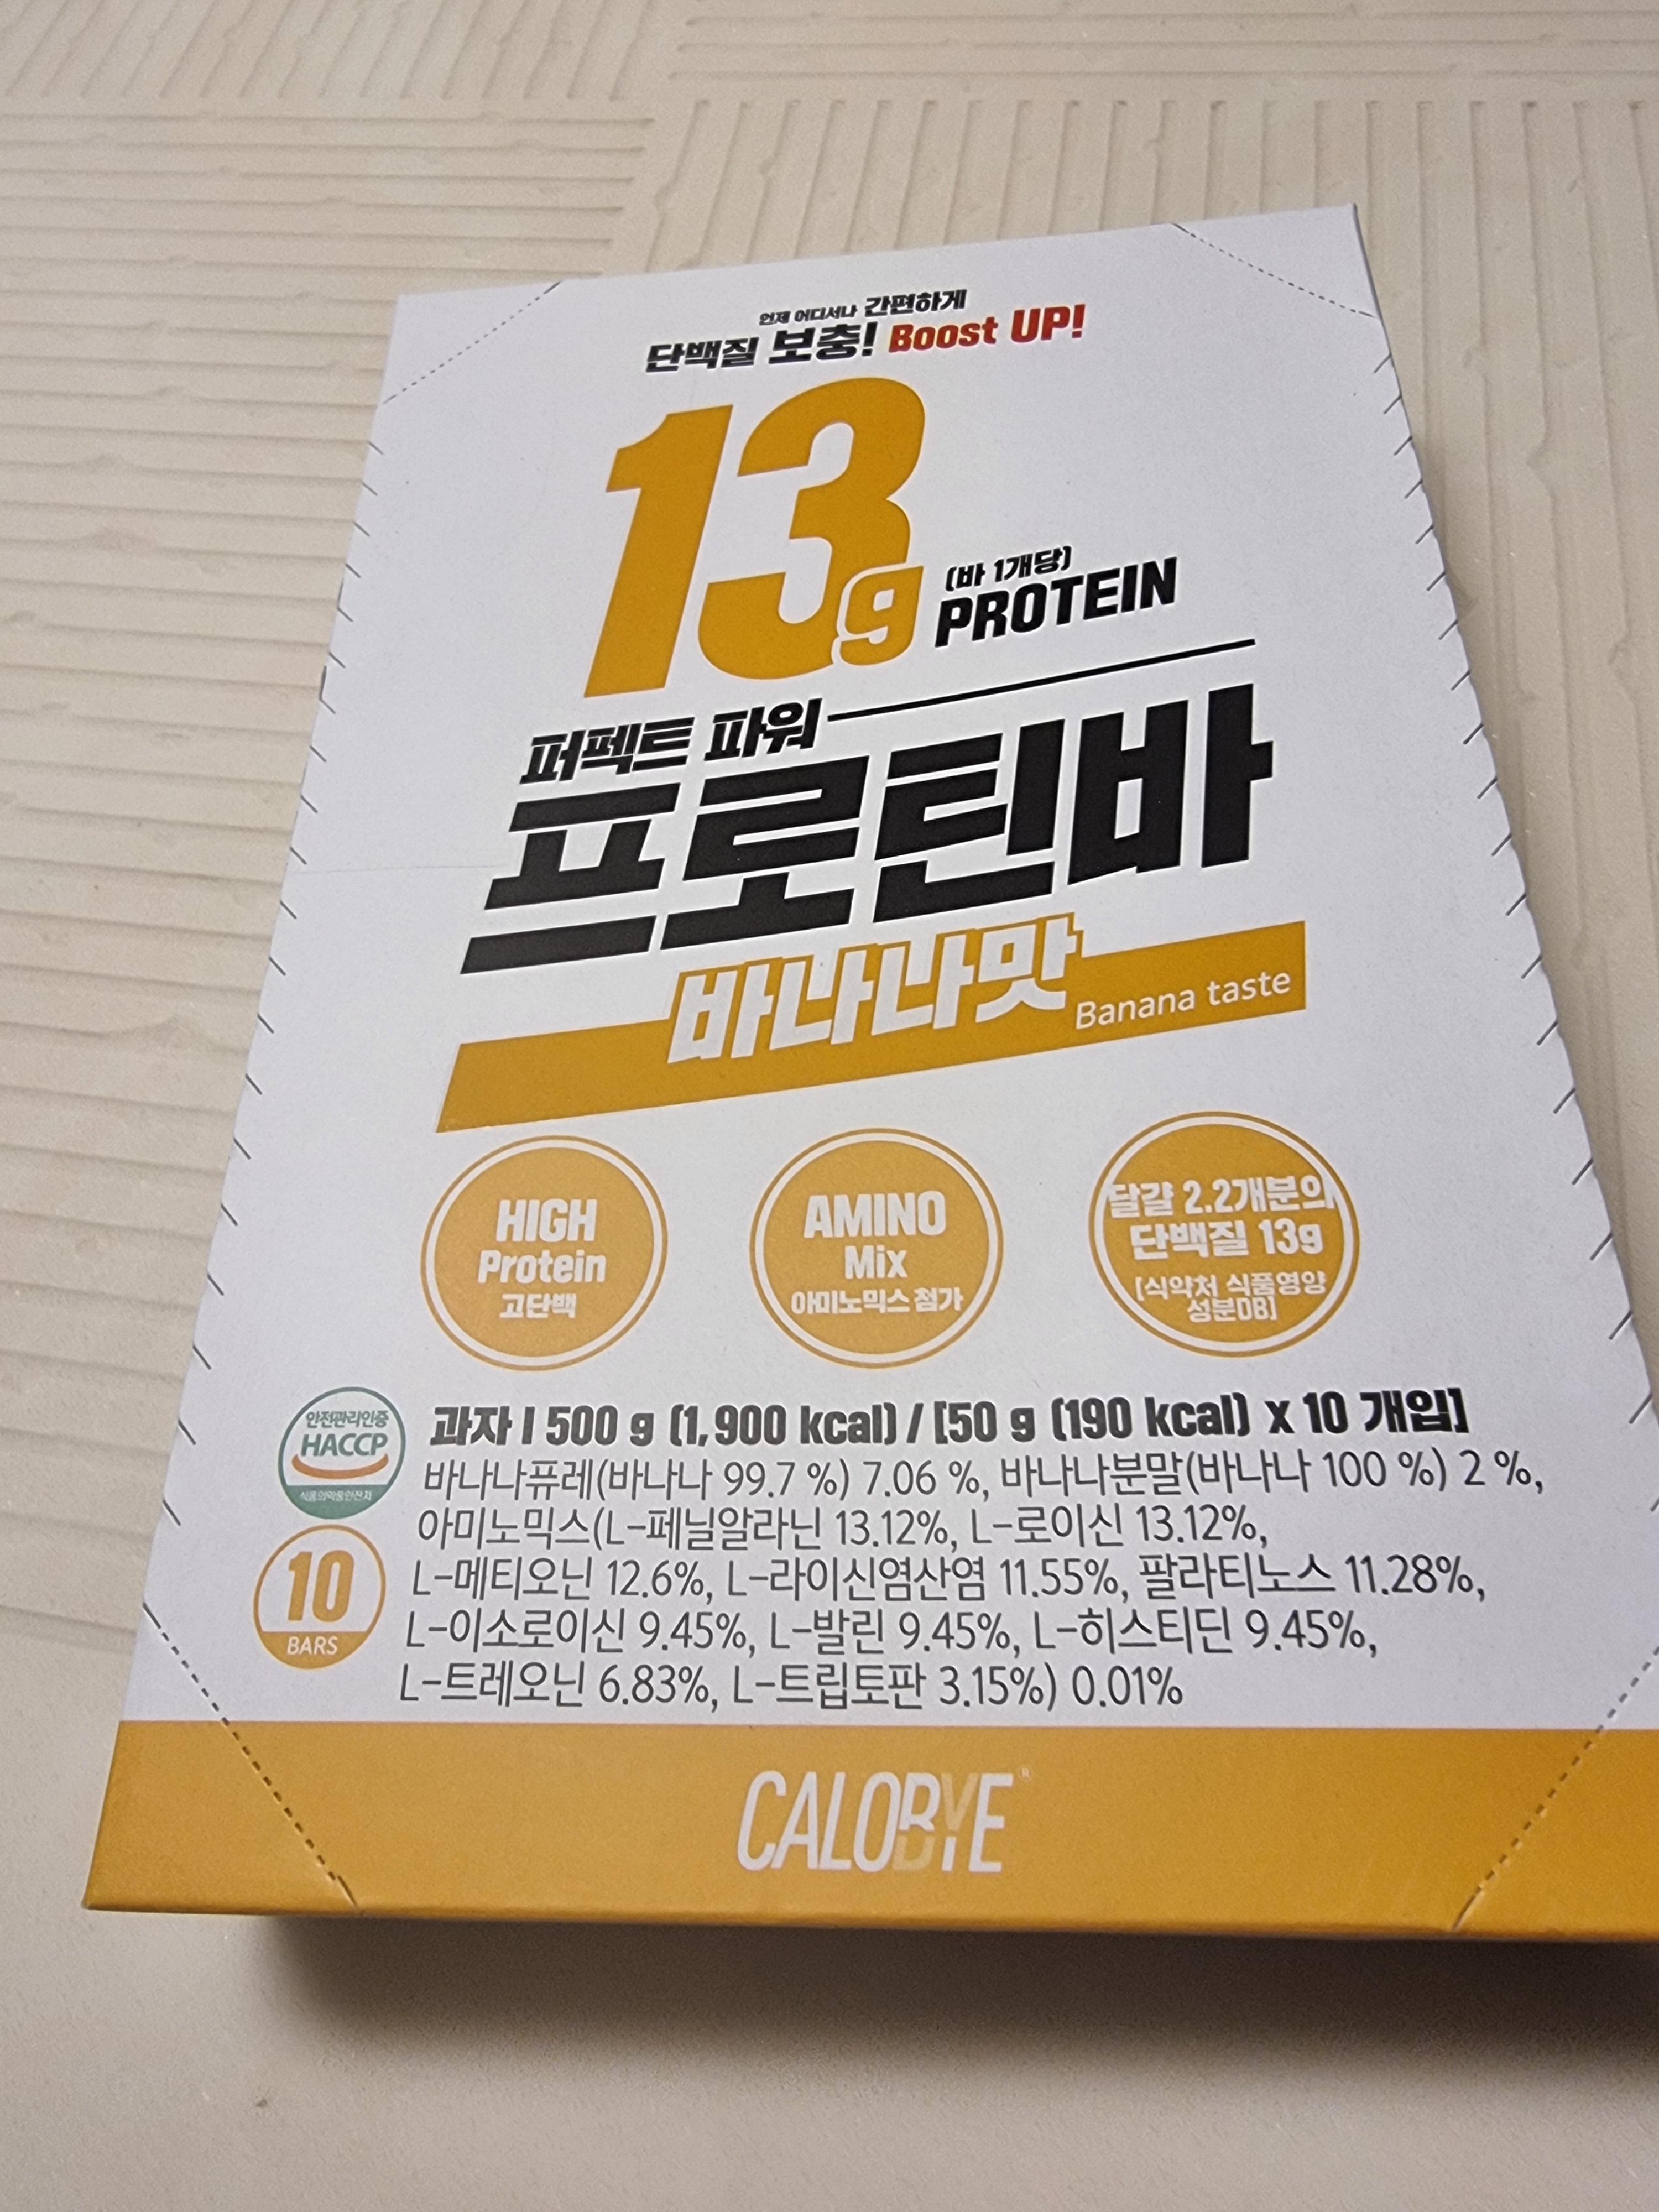 언제 어디서나 간편하게
단백질 보충! Boost UP!
13g
(바 1개당)
PROTEIN
퍼펙트 파워
프로틴바
바나나맛 Banana taste
HIGH
Protein
고단백
AMINO
Mix
아미노믹스 첨가
달걀 2.2개분의
단백질 13g
[식약처 식품영양
성분DB]
안전관리인증
HACCP
식품의약품안전처
10
BARS
과자 I 500 g (1,900 kcal) / [50 g (190 kcal) x 10 개입]
바나나퓨레(바나나 99.7 %) 7.06 %, 바나나분말(바나나 100 %) 2 %,
아미노믹스(L-페닐알라닌 13.12%, L-로이신 13.12%,
L-메티오닌 12.6%, L-라이신염산염 11.55%, 팔라티노스 11.28%,
L-이소로이신 9.45%, L-발린 9.45%, L-히스티딘 9.45%,
L-트레오닌 6.83%, L-트립토판 3.15%) 0.01%
CALOBYE®